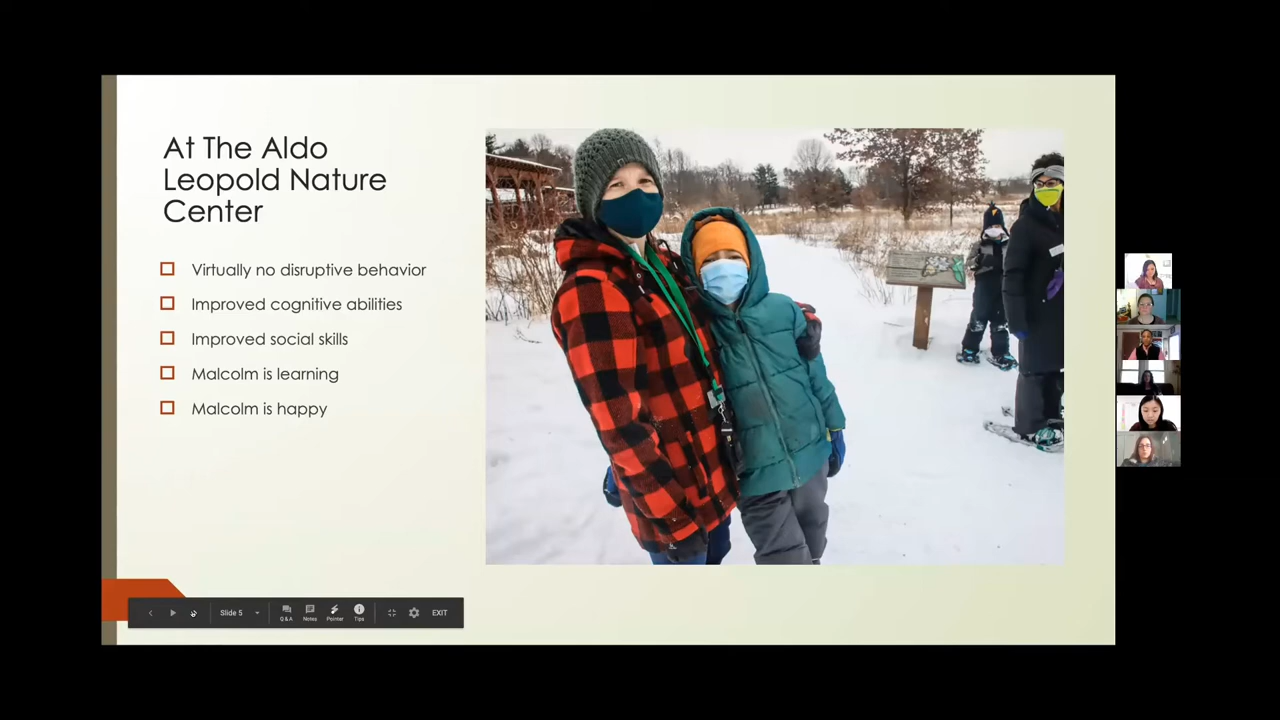 At The Aldo
Leopold Nature
Center
Virtually no disruptive behavior
Improved cognitive abilities
Improved social skills
Malcolm is learning
Malcolm is happy
Slide 5
Q & A
Notes
Pointer
Tips
EXIT